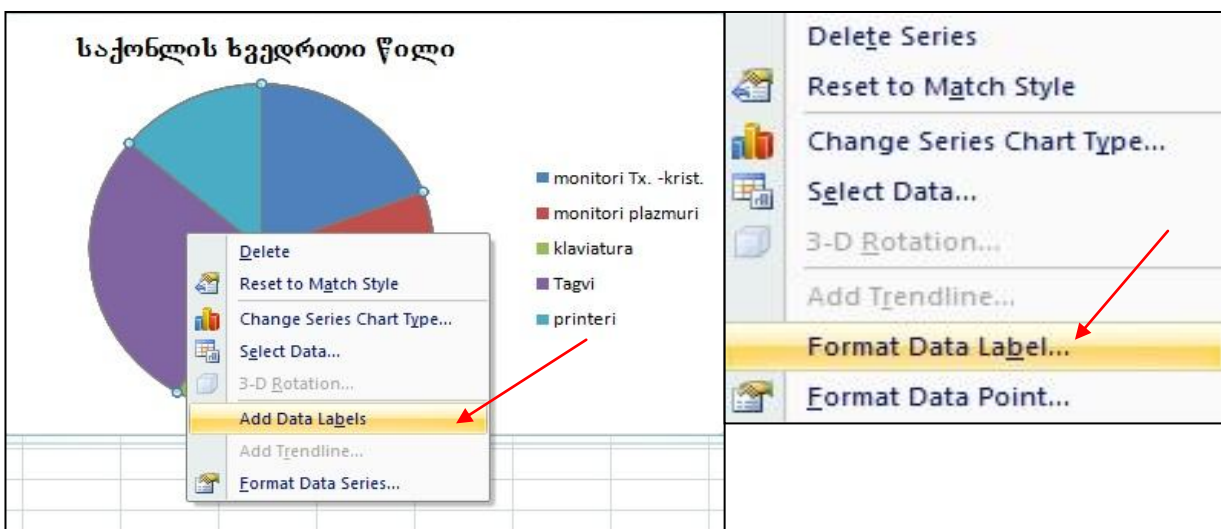 საქონლის ხვედრითი წილი
monitori Tx. -krist.
monitori plazmuri
klaviatura
Tagvi
printeri
Delete
Reset to Match Style
Change Series Chart Type...
Select Data...
3-D Rotation...
Add Data Labels
Add Trendline...
Format Data Series...
Delete Series
Reset to Match Style
Change Series Chart Type...
Select Data...
3-D Rotation...
Add Trendline...
Format Data Label...
Format Data Point...